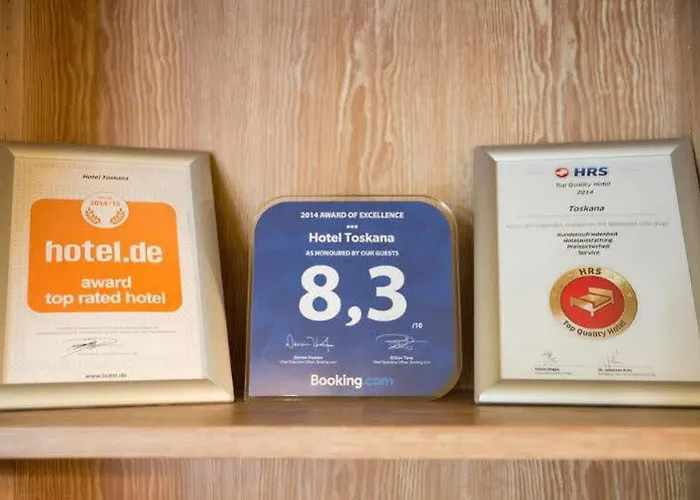 Hotel Toskana
2014/15
hotel.de
award
top rated hotel
www.hotel.de
2014 AWARD OF EXCELLENCE
Hotel Toskana
AS HONOURED BY OUR GUESTS
8,3
/10
Booking.com
HRS
Top Quality Hotel
2014
Toskana
Kundenzufriedenheit
Hotelausstattung
Preissicherheit
Service
HRS
Top Quality Hotel